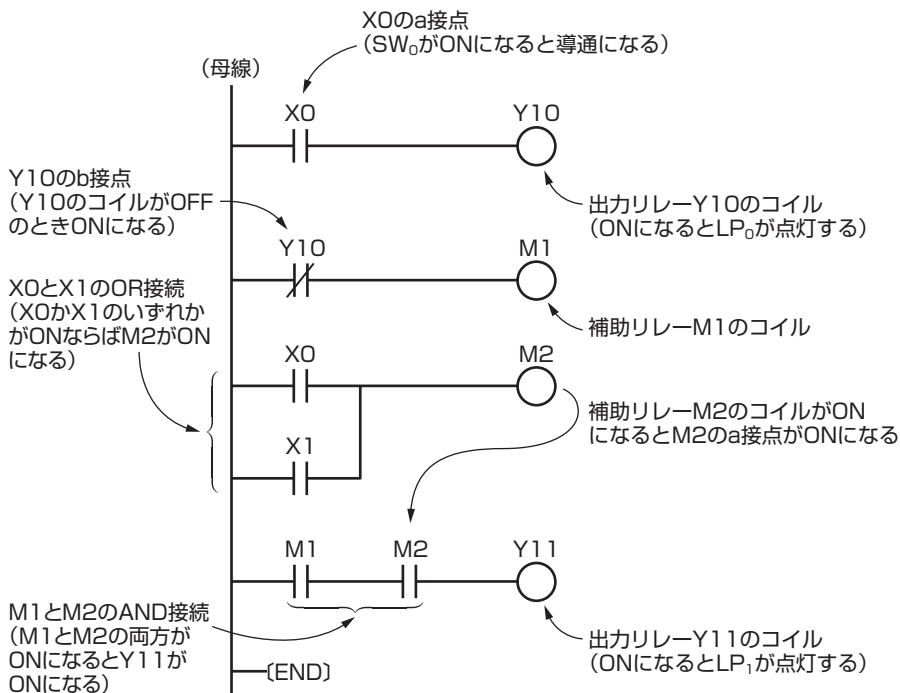 X0のa接点
(SW₀がONになると導通になる)
(母線)
X0
Y10
Y10のb接点
(Y10のコイルがOFF
のときONになる)
出力リレーY10のコイル
(ONになるとLP₀が点灯する)
Y10
M1
X0とX1のOR接続
(X0かX1のいずれか
がONならばM2がON
になる)
補助リレーM1のコイル
X0
M2
補助リレーM2のコイルがON
になるとM2のa接点がONになる
X1
M1
M2
Y11
M1とM2のAND接続
(M1とM2の両方が
ONになるとY11が
ONになる)
出力リレーY11のコイル
(ONになるとLP₁が点灯する)
〔END〕